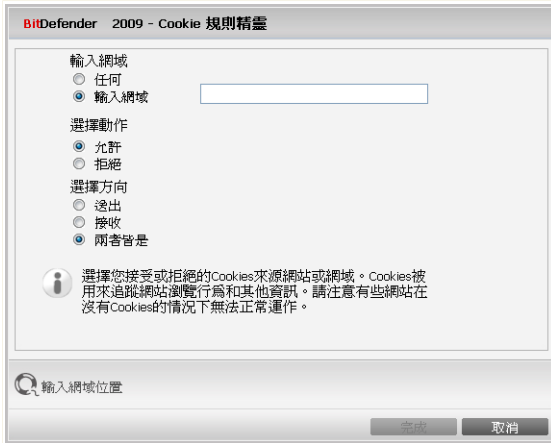 BitDefender 2009 - Cookie 規則精靈
輸入網域
任何
輸入網域
選擇動作
允許
拒絕
選擇方向
送出
接收
兩者皆是
選擇您接受或拒絕的Cookies來源網站或網域。Cookies被
用來追蹤網站瀏覽行為和其他資訊。請注意有些網站在
沒有Cookies的情況下無法正常運作。
輸入網域位置
完成
取消